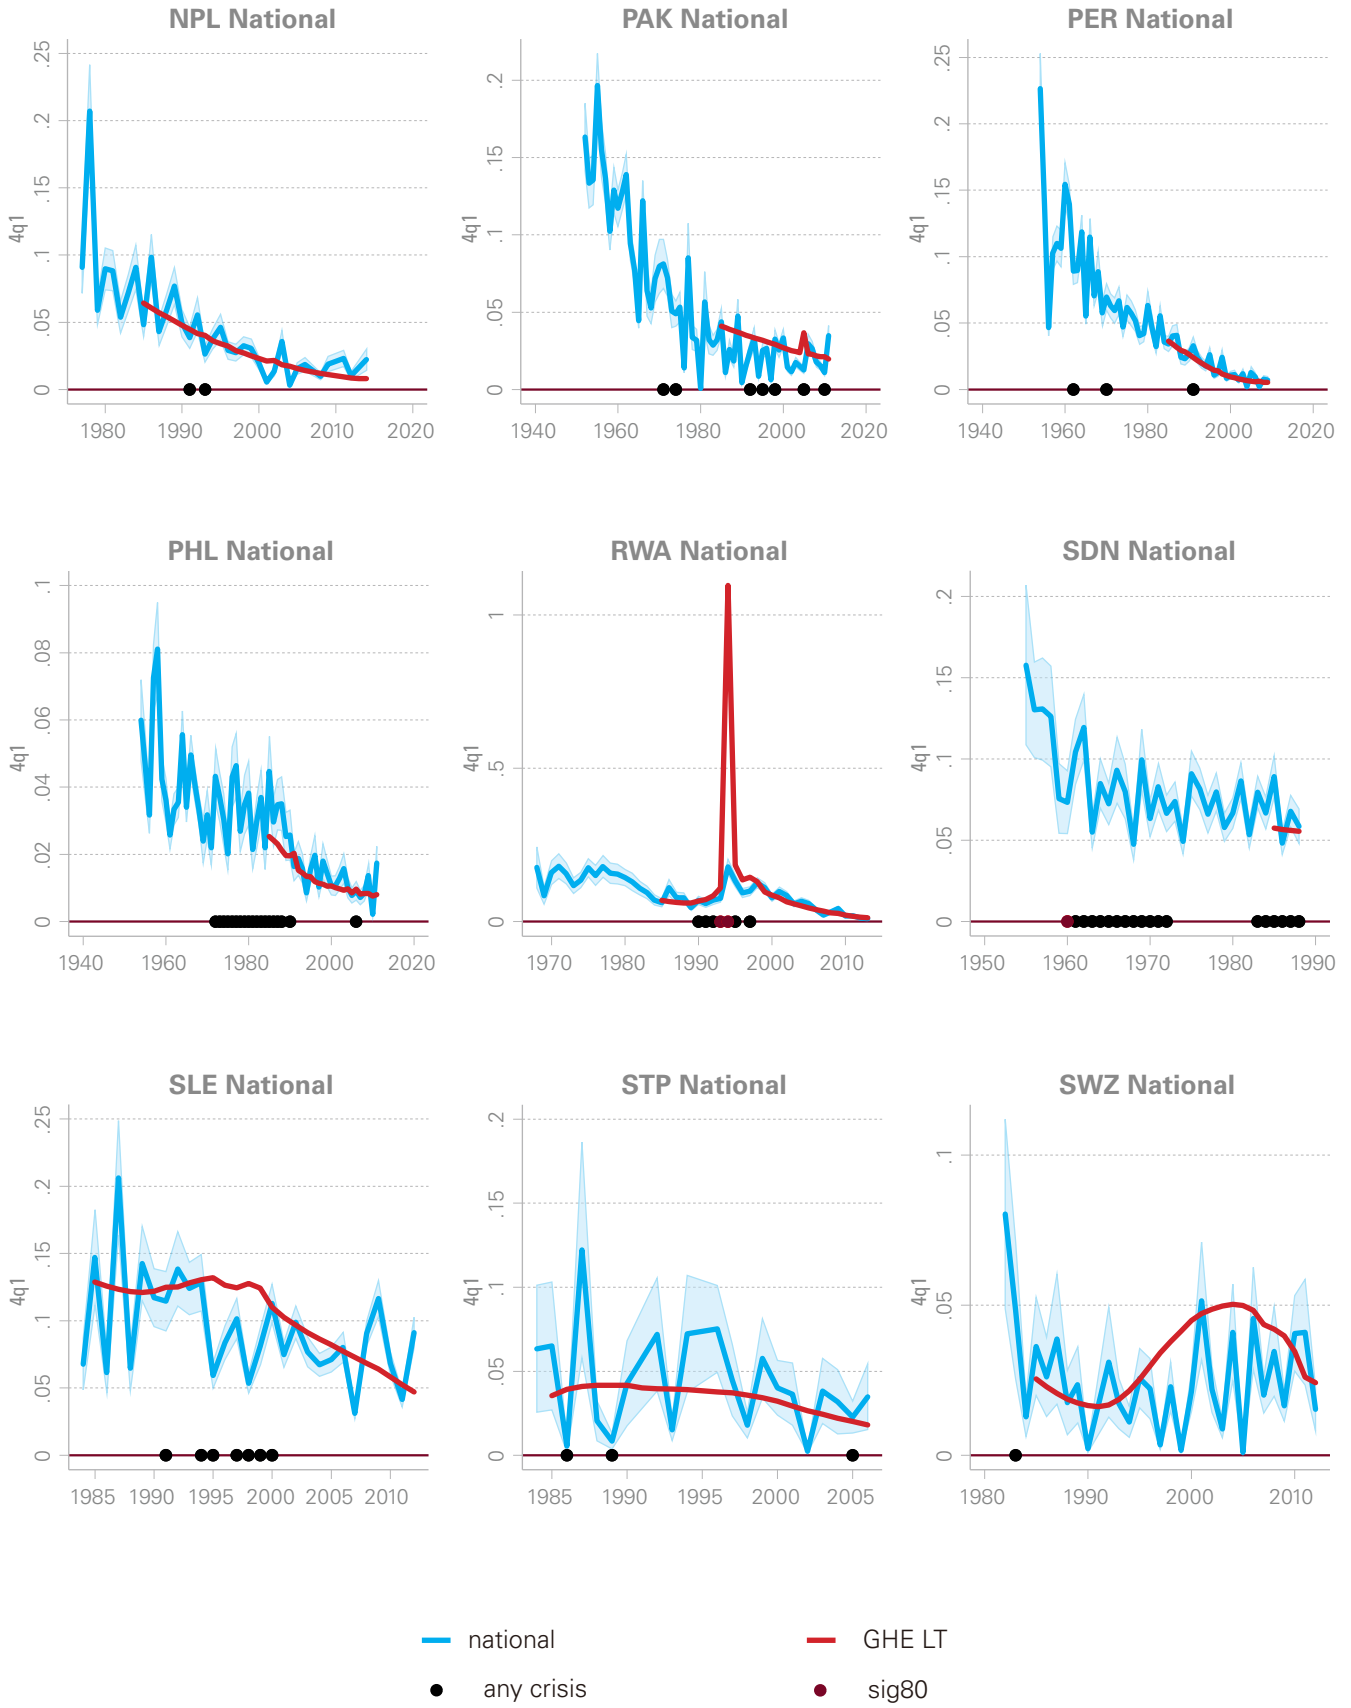 NPL National
PAK National
PER National
4q1
.25
.2
.15
.1
.05
0
1980 1990 2000 2010 2020
4q1
.2
.15
.1
.05
0
1940 1960 1980 2000 2020
4q1
.25
.2
.15
.1
.05
0
1940 1960 1980 2000 2020
PHL National
RWA National
SDN National
4q1
.1
.08
.06
.04
.02
0
1940 1960 1980 2000 2020
4q1
1
.5
0
1970 1980 1990 2000 2010
4q1
.2
.15
.1
.05
0
1950 1960 1970 1980 1990
SLE National
STP National
SWZ National
4q1
.25
.2
.15
.1
.05
0
1985 1990 1995 2000 2005 2010
4q1
.2
.15
.1
.05
0
1985 1990 1995 2000 2005
4q1
.1
.05
0
1980 1990 2000 2010
national
GHE LT
any crisis
sig80